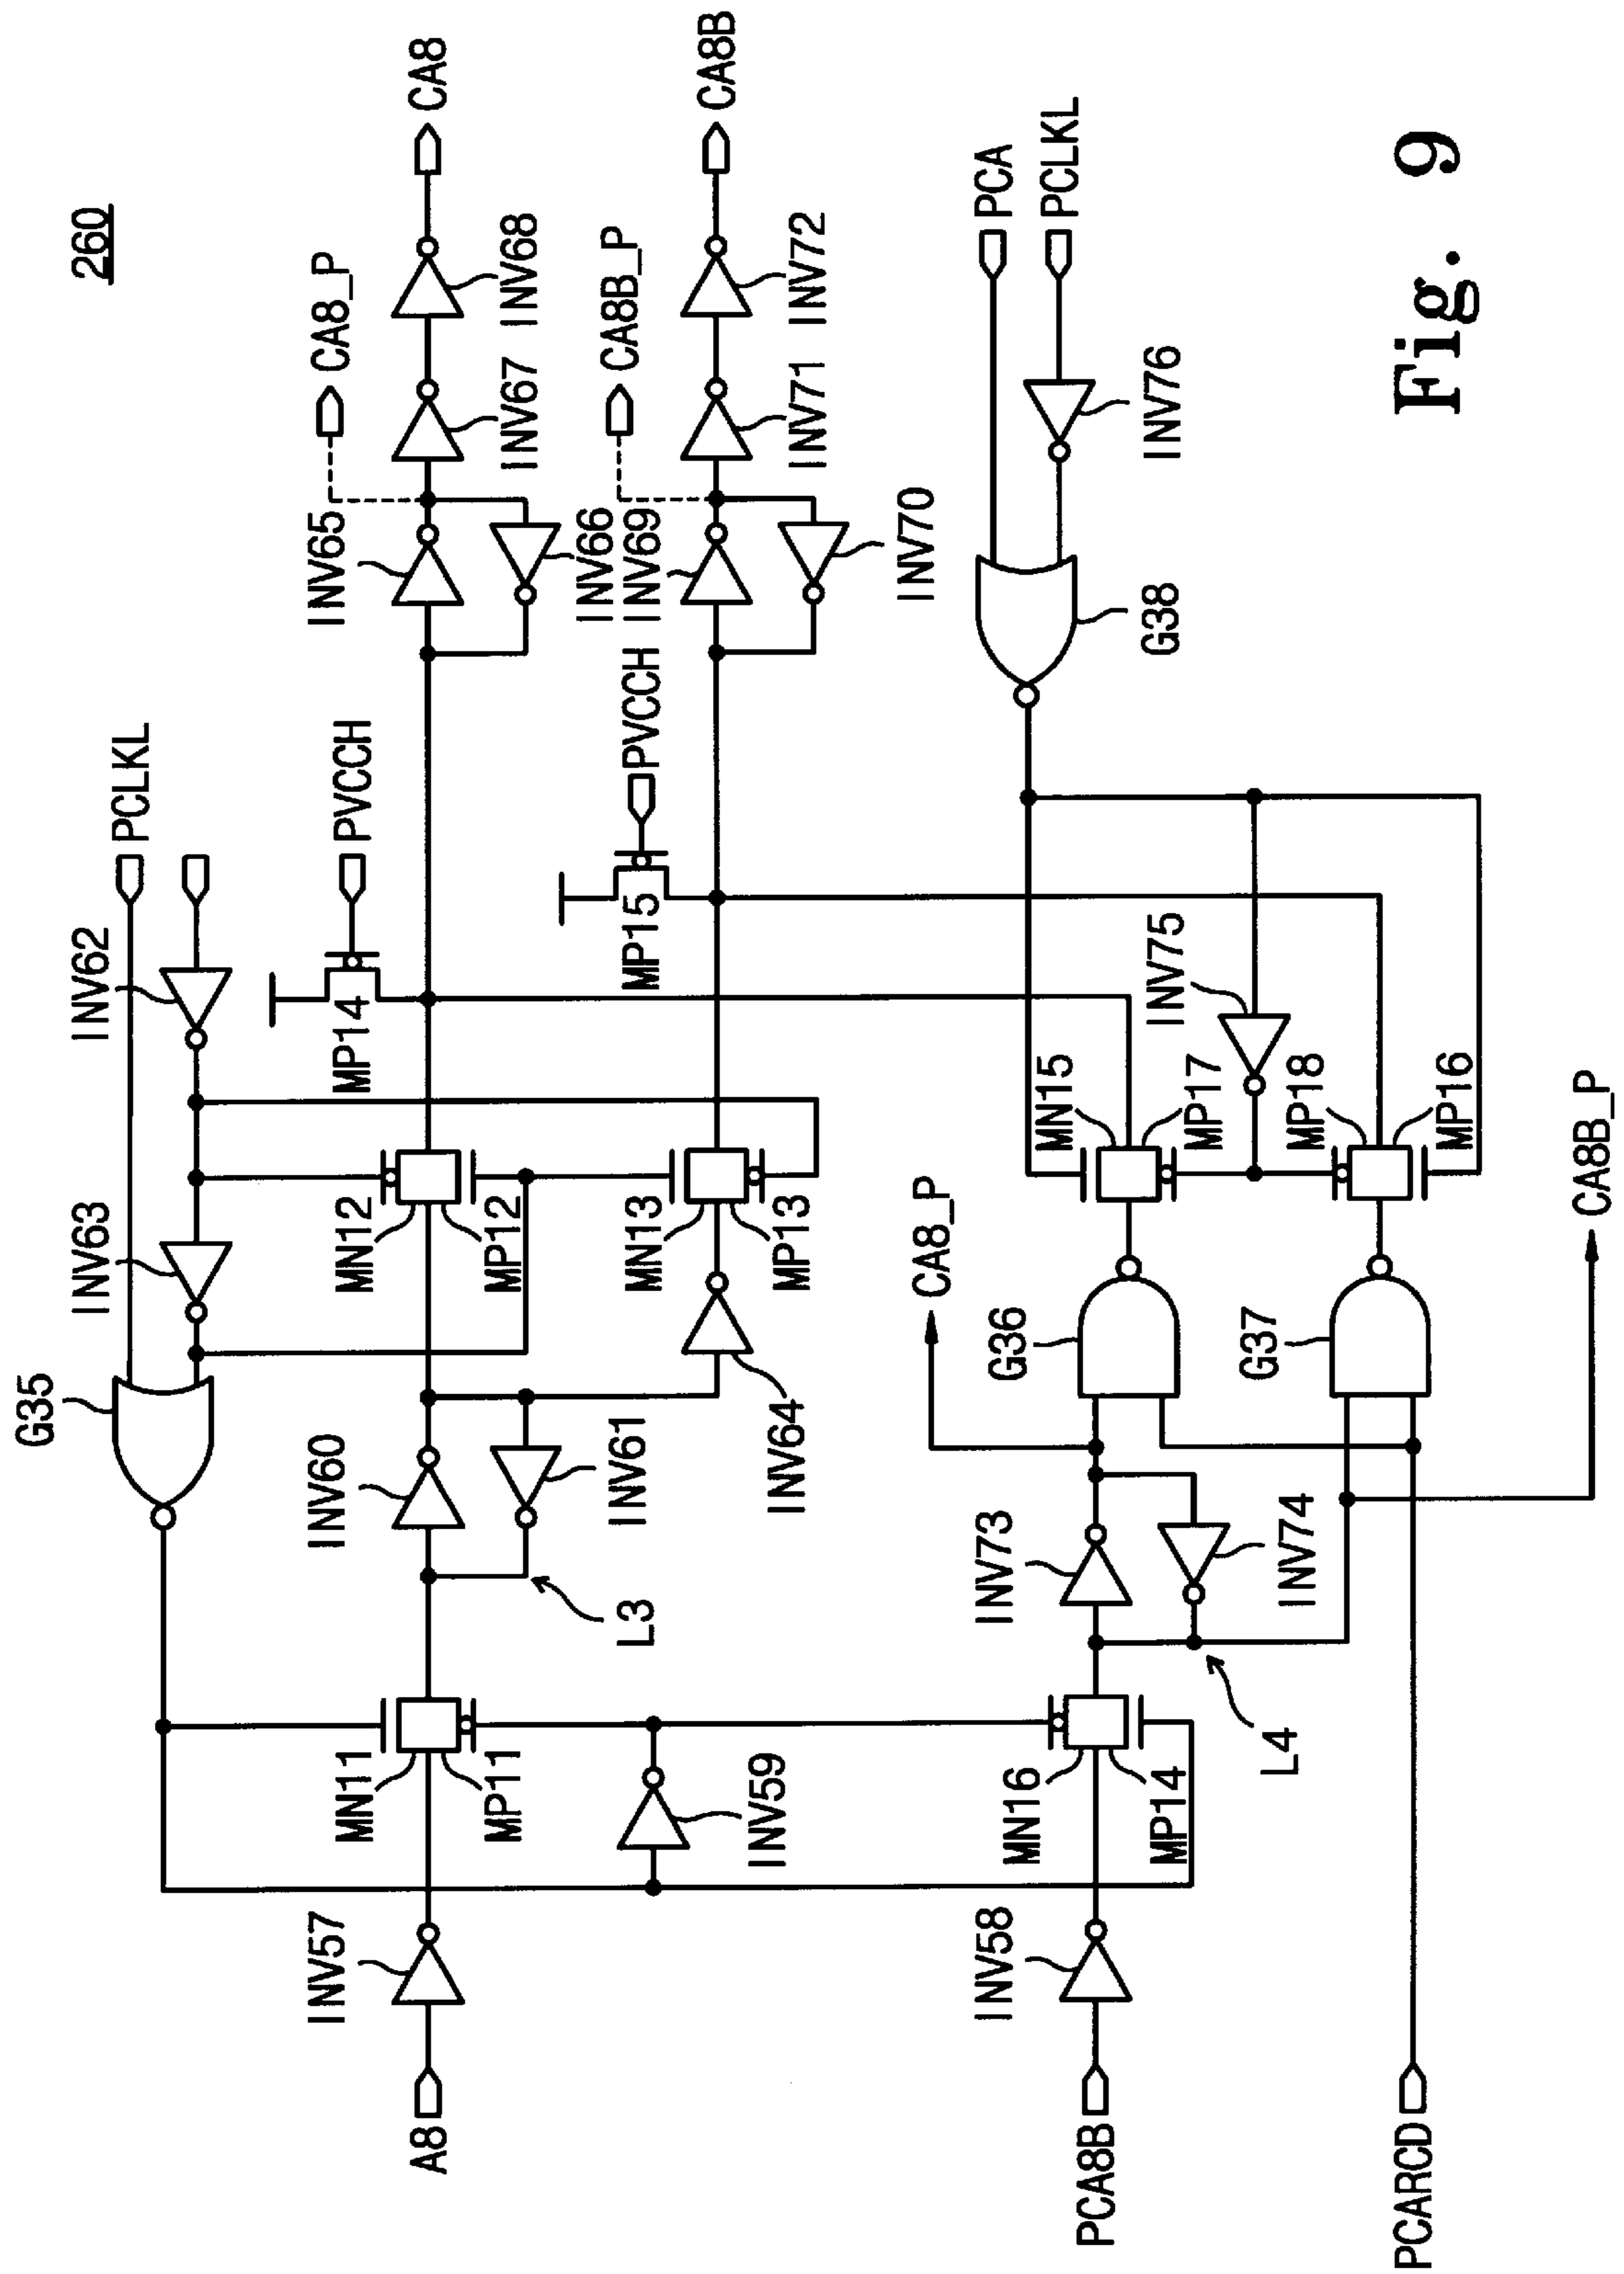 260
PCLKL
INV62
INV63
G35
PVCCH
MP14
CA8_P
CA8
INV65
INV67
INV68
INV66
MN12
MP12
INV60
INV61
L3
MN11
MP11
INV57
A8
CA8B_P
CA8B
INV69
INV71
INV72
INV70
PVCCH
MP15
MN13
MP13
INV64
INV59
PCA
PCLKL
INV76
G38
INV75
MN15
MP17
MP18
MP16
CA8_P
G36
G37
CA8B_P
INV73
INV74
L4
MN16
MP14
INV58
PCA8B
PCARCD
Fig. 9